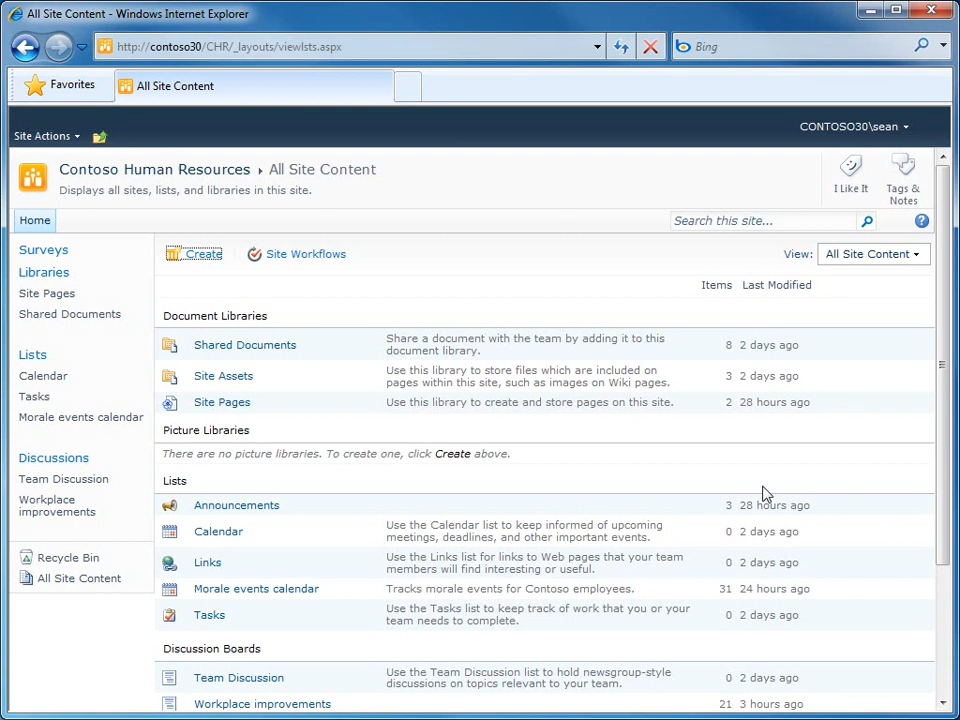 All Site Content - Windows Internet Explorer
http://contoso30/CHR/_layouts/viewlsts.aspx
Bing
Favorites
All Site Content
Site Actions
CONTOSO30\sean
Contoso Human Resources
All Site Content
Displays all sites, lists, and libraries in this site.
I Like It
Tags &
Notes
Home
Search this site...
Surveys
Libraries
Site Pages
Shared Documents
Lists
Calendar
Tasks
Morale events calendar
Discussions
Team Discussion
Workplace
improvements
Recycle Bin
All Site Content
Create
Site Workflows
View: All Site Content
Items Last Modified
Document Libraries
Shared Documents
Share a document with the team by adding it to this
document library.
8 2 days ago
Site Assets
Use this library to store files which are included on
pages within this site, such as images on Wiki pages.
3 2 days ago
Site Pages
Use this library to create and store pages on this site.
2 28 hours ago
Picture Libraries
There are no picture libraries. To create one, click Create above.
Lists
Announcements
3 28 hours ago
Calendar
Use the Calendar list to keep informed of upcoming
meetings, deadlines, and other important events.
0 2 days ago
Links
Use the Links list for links to Web pages that your team
members will find interesting or useful.
0 2 days ago
Morale events calendar
Tracks morale events for Contoso employees.
31 24 hours ago
Tasks
Use the Tasks list to keep track of work that you or your
team needs to complete.
0 2 days ago
Discussion Boards
Team Discussion
Use the Team Discussion list to hold newsgroup-style
discussions on topics relevant to your team.
0 2 days ago
Workplace improvements
21 3 hours ago